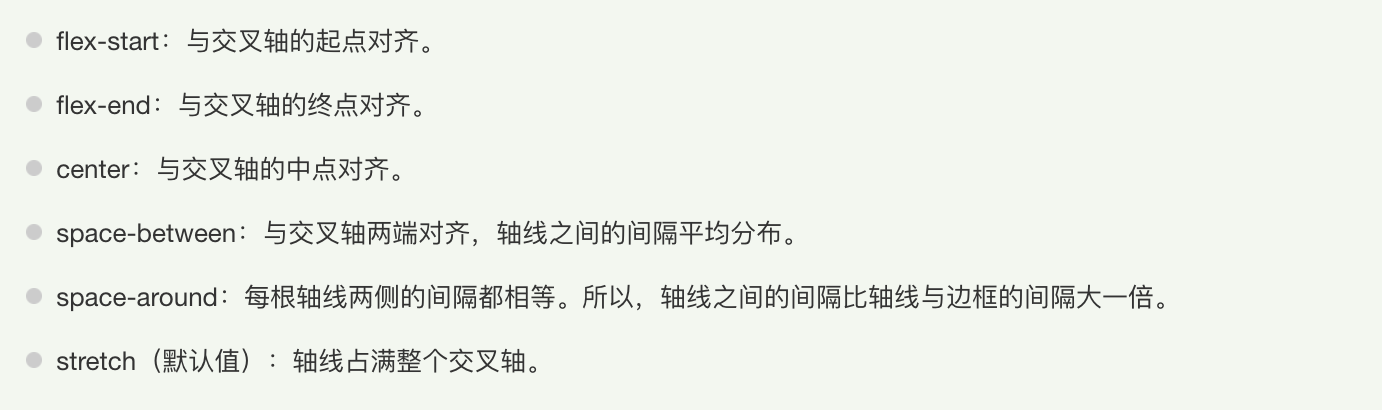 flex-start：与交叉轴的起点对齐。
flex-end：与交叉轴的终点对齐。
center：与交叉轴的中点对齐。
space-between：与交叉轴两端对齐，轴线之间的间隔平均分布。
space-around：每根轴线两侧的间隔都相等。所以，轴线之间的间隔比轴线与边框的间隔大一倍。
stretch（默认值）：轴线占满整个交叉轴。